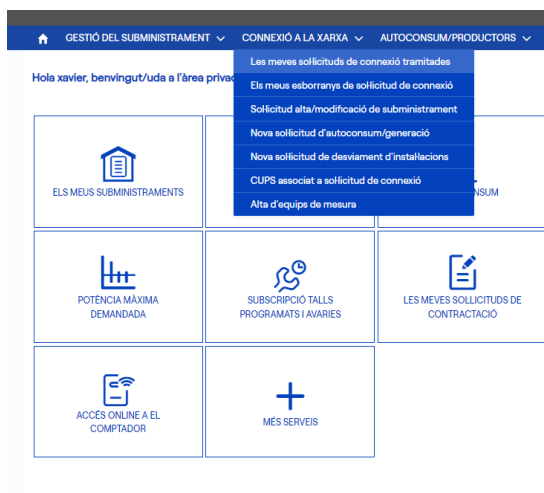 GESTIÓ DEL SUBMINISTRAMENT
CONNEXIÓ A LA XARXA
AUTOCONSUM/PRODUCTORS
Hola xavier, benvingut/uda a l'àrea
Les meves sol·licituds de connexió tramitades
Els meus esborranys de sol·licitud de connexió
Sol·licitud alta/modificació de subministrament
Nova sol·licitud d'autoconsum/generació
Nova sol·licitud de desviament d'instal·lacions
CUPS associat a sol·licitud de connexió
Alta d'equips de mesura
ELS MEUS SUBMINISTRAMENTS
POTÈNCIA MÀXIMA
DEMANDADA
SUBSCRIPCIÓ TALLS
PROGRAMATS I AVARIES
LES MEVES SOL·LICITUDS DE
CONTRACTACIÓ
ACCÉS ONLINE A EL
COMPTADOR
MÉS SERVEIS